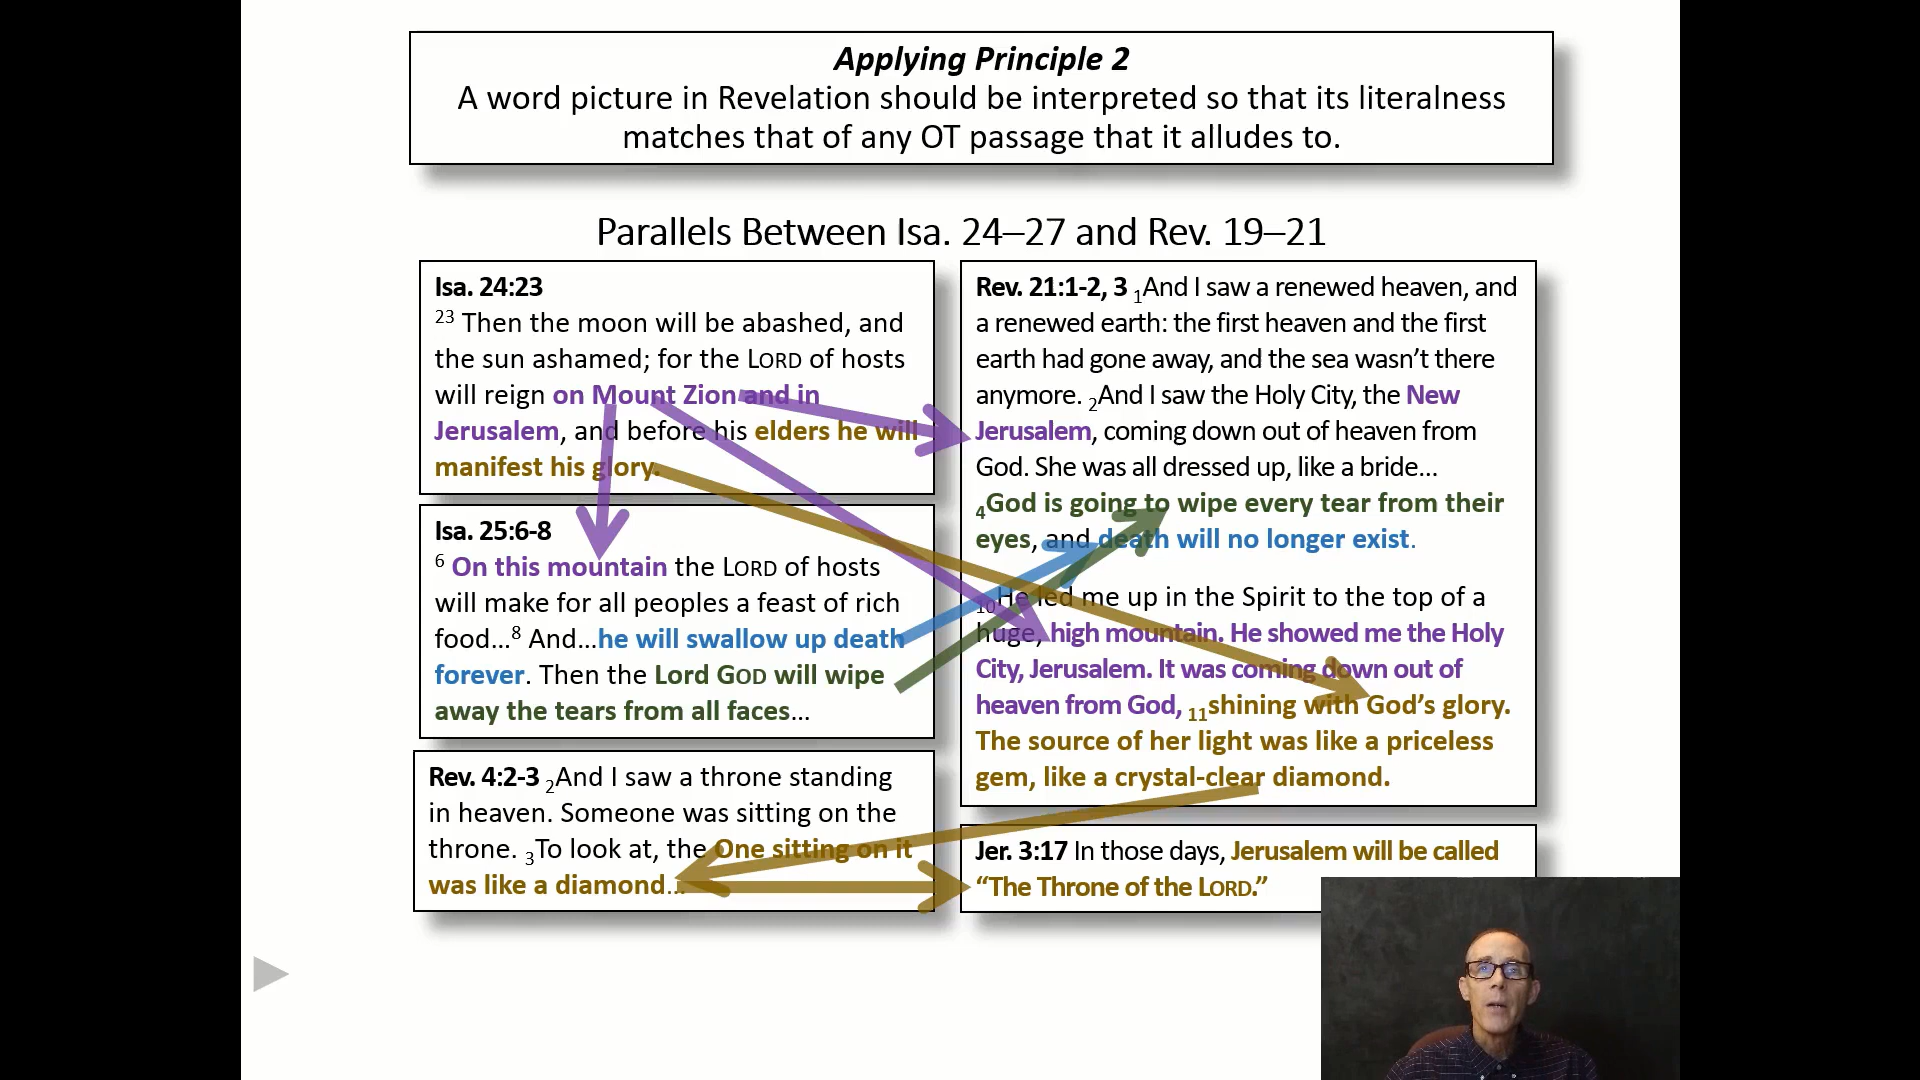 Applying Principle 2
A word picture in Revelation should be interpreted so that its literalness
matches that of any OT passage that it alludes to.
Parallels Between Isa. 24–27 and Rev. 19–21
Isa. 24:23
23 Then the moon will be abashed, and
the sun ashamed; for the LORD of hosts
will reign on Mount Zion and in
Jerusalem, and before his elders he will
manifest his glory.
Isa. 25:6-8
6 On this mountain the LORD of hosts
will make for all peoples a feast of rich
food…8 And…he will swallow up death
forever. Then the Lord GOD will wipe
away the tears from all faces…
Rev. 4:2-3 2And I saw a throne standing
in heaven. Someone was sitting on the
throne. 3To look at, the One sitting on it
was like a diamond…
Rev. 21:1-2, 3 1And I saw a renewed heaven, and
a renewed earth: the first heaven and the first
earth had gone away, and the sea wasn’t there
anymore. 2And I saw the Holy City, the New
Jerusalem, coming down out of heaven from
God. She was all dressed up, like a bride…
4God is going to wipe every tear from their
eyes, and death will no longer exist.
10He led me up in the Spirit to the top of a
huge, high mountain. He showed me the Holy
City, Jerusalem. It was coming down out of
heaven from God, 11shining with God’s glory.
The source of her light was like a priceless
gem, like a crystal-clear diamond.
Jer. 3:17 In those days, Jerusalem will be called
“The Throne of the LORD.”